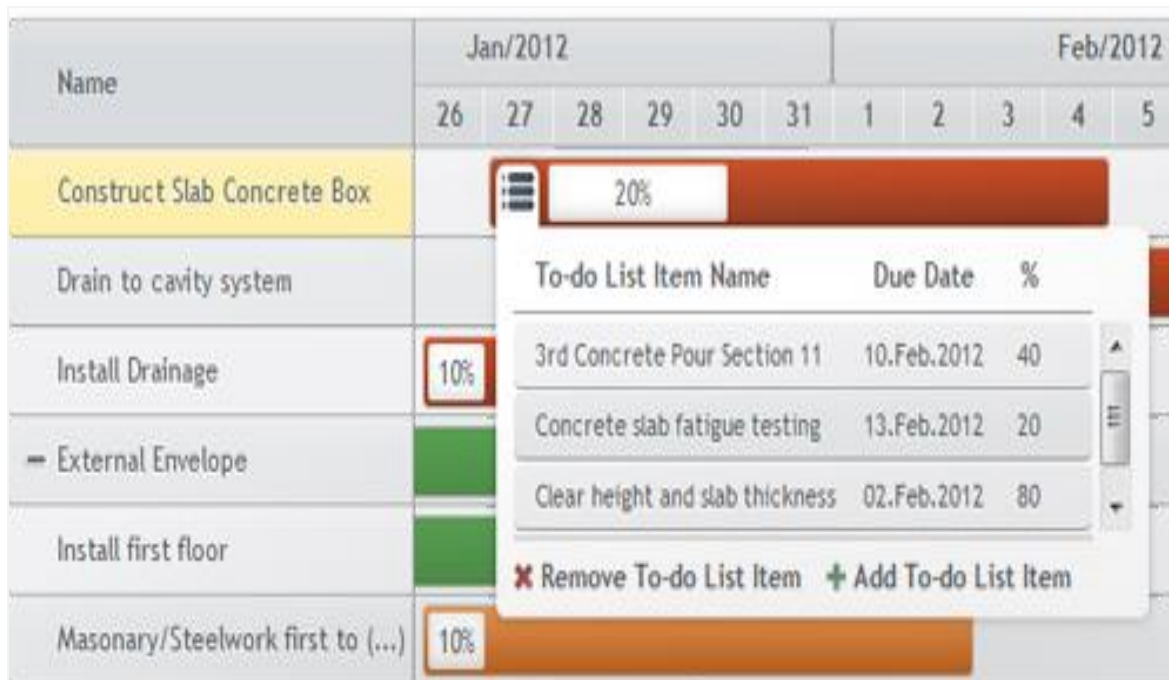 Name
Jan/2012 Feb/2012
26 27 28 29 30 31 1 2 3 4 5
Construct Slab Concrete Box 20%
Drain to cavity system
To-do List Item Name Due Date %
Install Drainage 10%
3rd Concrete Pour Section 11 10.Feb.2012 40
Concrete slab fatigue testing 13.Feb.2012 20
External Envelope
Clear height and slab thickness 02.Feb.2012 80
Install first floor
Remove To-do List Item Add To-do List Item
Masonary/Steelwork first to (...) 10%